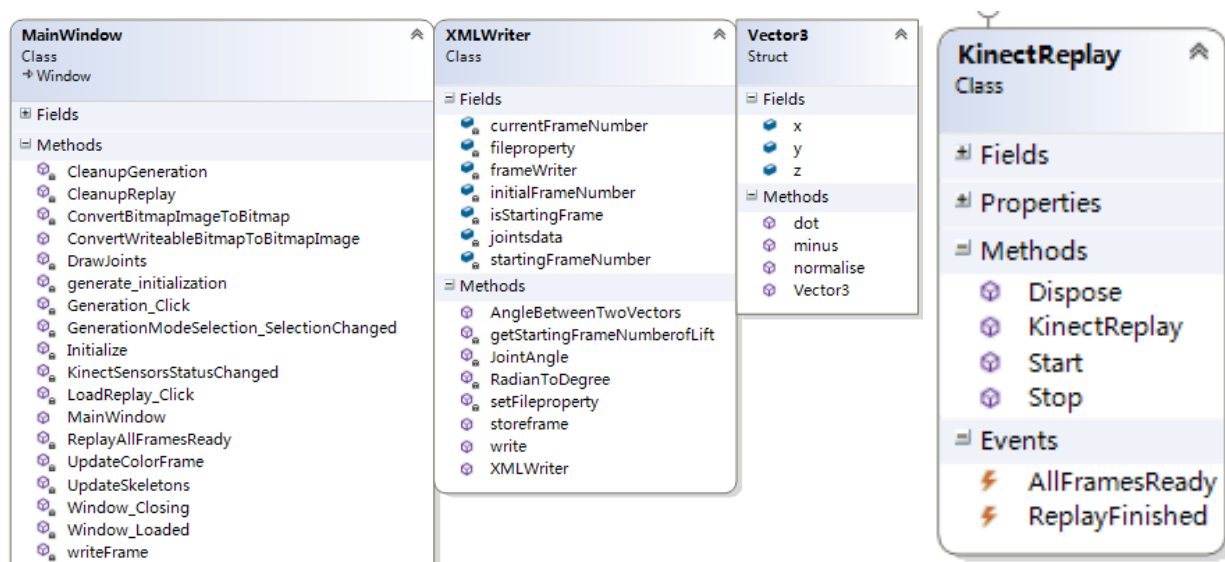 MainWindow
Class
Window
Fields
Methods
CleanupGeneration
CleanupReplay
ConvertBitmapImageToBitmap
ConvertWriteableBitmapToBitmapImage
DrawJoints
generate_initialization
Generation_Click
GenerationModeSelection_SelectionChanged
Initialize
KinectSensorsStatusChanged
LoadReplay_Click
MainWindow
ReplayAllFramesReady
UpdateColorFrame
UpdateSkeletons
Window_Closing
Window_Loaded
writeFrame
XMLWriter
Class
Fields
currentFrameNumber
fileproperty
frameWriter
initialFrameNumber
isStartingFrame
jointsdata
startingFrameNumber
Methods
AngleBetweenTwoVectors
getStartingFrameNumberofLift
JointAngle
RadianToDegree
setFileproperty
storeframe
write
XMLWriter
Vector3
Struct
Fields
x
y
z
Methods
dot
minus
normalise
Vector3
KinectReplay
Class
Fields
Properties
Methods
Dispose
KinectReplay
Start
Stop
Events
AllFramesReady
ReplayFinished